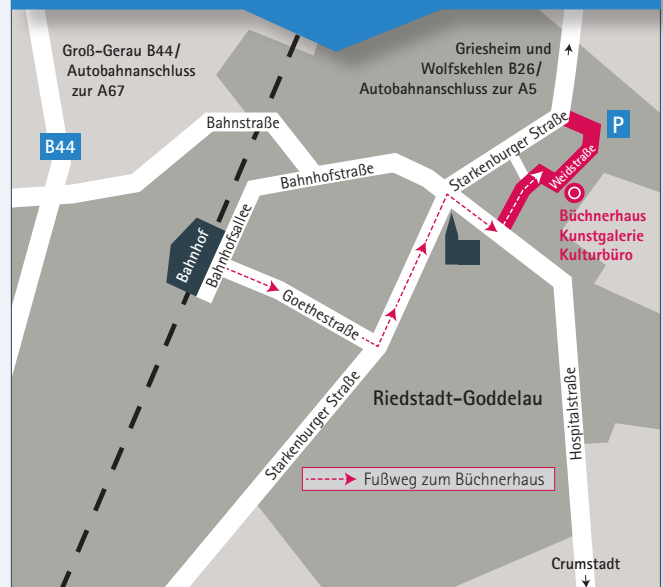 Groß-Gerau B44/
Autobahnanschluss
zur A67
Griesheim und
Wolfskehlen B26/
Autobahnanschluss zur A5
B44
Bahnstraße
P
Starkenburger Straße
Bahnhofstraße
Weidstraße
Büchnerhaus
Kunstgalerie
Kulturbüro
Bahnhof
Bahnhofsallee
Goethestraße
Riedstadt-Goddelau
Starkenburger Straße
Hospitalstraße
Fußweg zum Büchnerhaus
Crumstadt